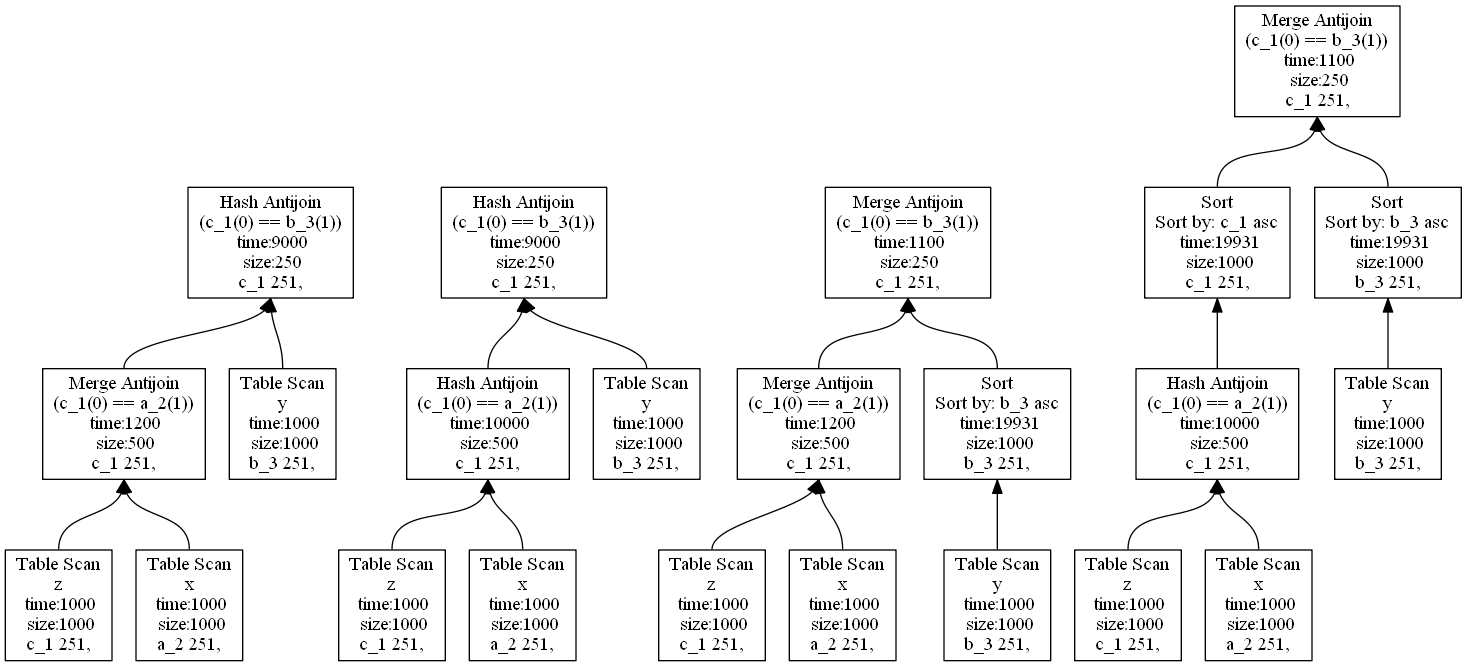 Merge Antijoin
(c_1(0) == b_3(1))
time:1100
size:250
c_1 251,
Hash Antijoin
(c_1(0) == b_3(1))
time:9000
size:250
c_1 251,
Hash Antijoin
(c_1(0) == b_3(1))
time:9000
size:250
c_1 251,
Merge Antijoin
(c_1(0) == b_3(1))
time:1100
size:250
c_1 251,
Sort
Sort by: c_1 asc
time:19931
size:1000
c_1 251,
Sort
Sort by: b_3 asc
time:19931
size:1000
b_3 251,
Merge Antijoin
(c_1(0) == a_2(1))
time:1200
size:500
c_1 251,
Table Scan
y
time:1000
size:1000
b_3 251,
Hash Antijoin
(c_1(0) == a_2(1))
time:10000
size:500
c_1 251,
Table Scan
y
time:1000
size:1000
b_3 251,
Merge Antijoin
(c_1(0) == a_2(1))
time:1200
size:500
c_1 251,
Sort
Sort by: b_3 asc
time:19931
size:1000
b_3 251,
Hash Antijoin
(c_1(0) == a_2(1))
time:10000
size:500
c_1 251,
Table Scan
y
time:1000
size:1000
b_3 251,
Table Scan
z
time:1000
size:1000
c_1 251,
Table Scan
x
time:1000
size:1000
a_2 251,
Table Scan
z
time:1000
size:1000
c_1 251,
Table Scan
x
time:1000
size:1000
a_2 251,
Table Scan
z
time:1000
size:1000
c_1 251,
Table Scan
x
time:1000
size:1000
a_2 251,
Table Scan
y
time:1000
size:1000
b_3 251,
Table Scan
z
time:1000
size:1000
c_1 251,
Table Scan
x
time:1000
size:1000
a_2 251,